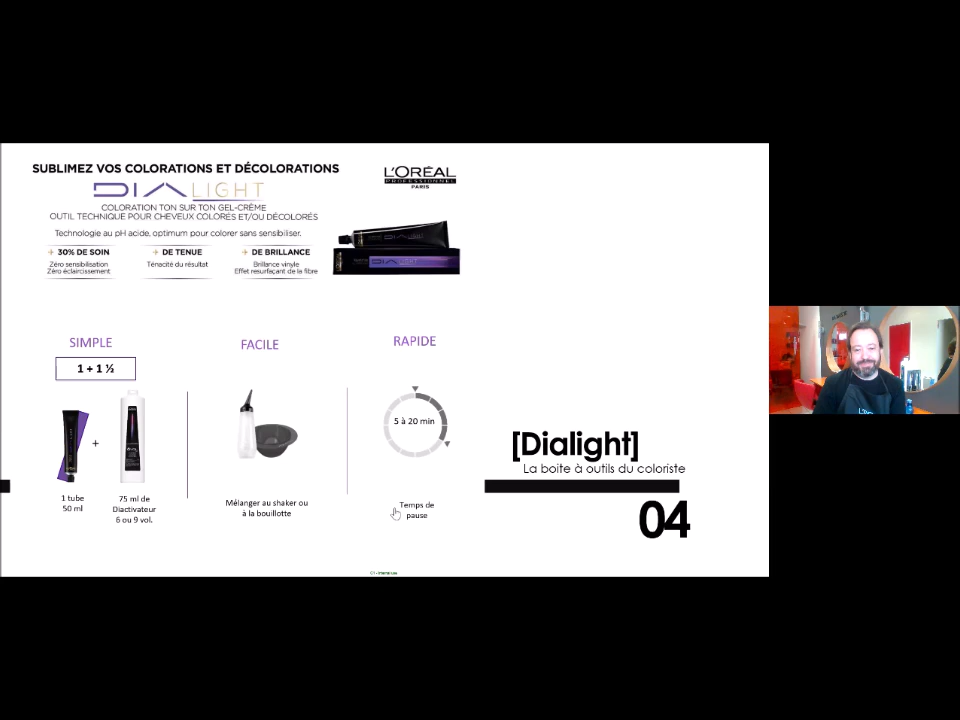 SUBLIMEZ VOS COLORATIONS ET DÉCOLORATIONS
DIALIGHT
COLORATION TON SUR TON GEL-CRÈME
OUTIL TECHNIQUE POUR CHEVEUX COLORÉS ET/OU DÉCOLORÉS
Technologie au pH acide, optimum pour colorer sans sensibiliser.
+ 30% DE SOIN
Zéro sensibilisation
Zéro éclaircissement
+ DE TENUE
Ténacité du résultat
+ DE BRILLANCE
Brillance vinyle
Effet resurfaçant de la fibre
L'ORÉAL
PROFESSIONNEL
PARIS
SIMPLE
1 + 1 ½
+
1 tube
50 ml
75 ml de
Diactivateur
6 ou 9 vol.
FACILE
Mélanger au shaker ou
à la bouillotte
RAPIDE
5 à 20 min
Temps de
pause
[Dialight]
La boite à outils du coloriste
04
C1 - Internal use